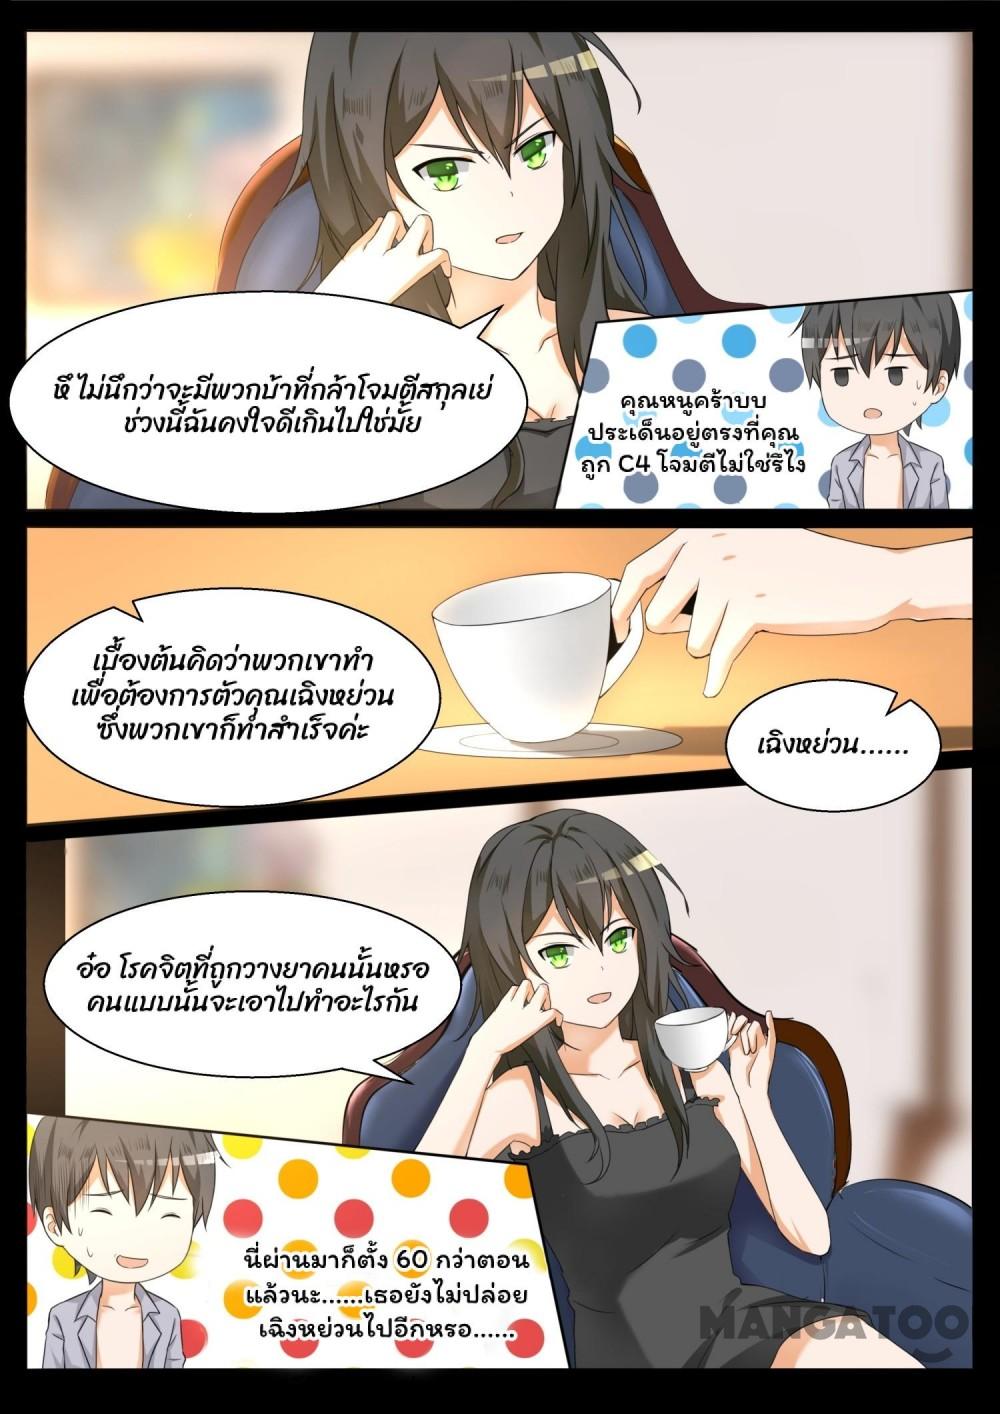 หึ ไม่นึกว่าจะมีพวกบ้าที่กล้าโจมตีสกุลเย่
ช่วงนี้ฉันคงใจดีเกินไปใช่มั้ย
คุณหนูคร้าบบ
ประเด็นอยู่ตรงที่คุณ
ถูก C4 โจมตีไม่ใช่รึไง
เบื้องต้นคิดว่าพวกเขาทำ
เพื่อต้องการตัวคุณเฉิงหย่วน
ซึ่งพวกเขาก็ทำสำเร็จค่ะ
เฉิงหย่วน......
อ๋อ โรคจิตที่ถูกวางยาคนนั้นหรอ
คนแบบนั้นจะเอาไปทำอะไรกัน
นี่ผ่านมาก็ตั้ง 60 กว่าตอน
แล้วนะ......เธอยังไม่ปล่อย
เฉิงหย่วนไปอีกหรอ......
MANGATOON